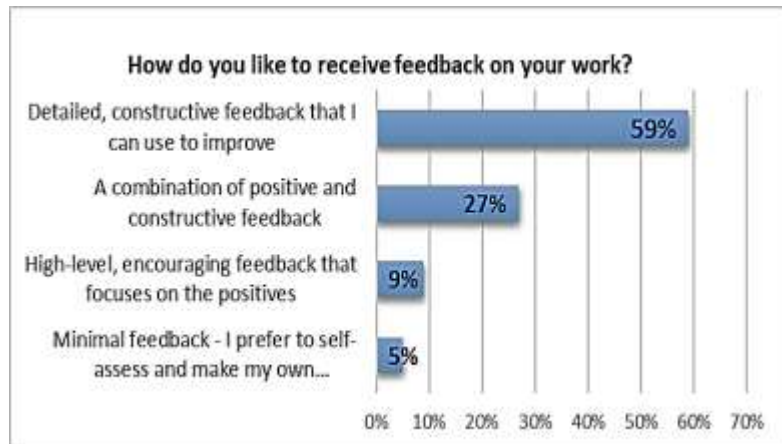 How do you like to receive feedback on your work?
Detailed, constructive feedback that I
can use to improve
59%
A combination of positive and
constructive feedback
27%
High-level, encouraging feedback that
focuses on the positives
9%
Minimal feedback - I prefer to self-
assess and make my own...
5%
0% 10% 20% 30% 40% 50% 60% 70%